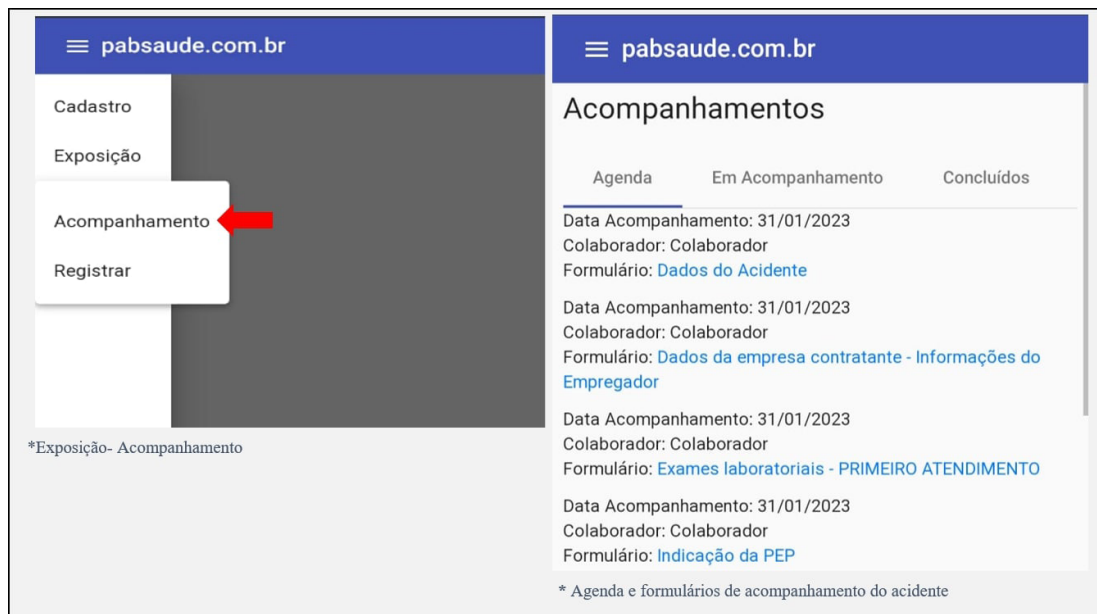 pabsaude.com.br
Cadastro
Exposição
Acompanhamento
Registrar
*Exposição- Acompanhamento
pabsaude.com.br
Acompanhamentos
Agenda Em Acompanhamento Concluídos
Data Acompanhamento: 31/01/2023
Colaborador: Colaborador
Formulário: Dados do Acidente
Data Acompanhamento: 31/01/2023
Colaborador: Colaborador
Formulário: Dados da empresa contratante - Informações do
Empregador
Data Acompanhamento: 31/01/2023
Colaborador: Colaborador
Formulário: Exames laboratoriais - PRIMEIRO ATENDIMENTO
Data Acompanhamento: 31/01/2023
Colaborador: Colaborador
Formulário: Indicação da PEP
* Agenda e formulários de acompanhamento do acidente